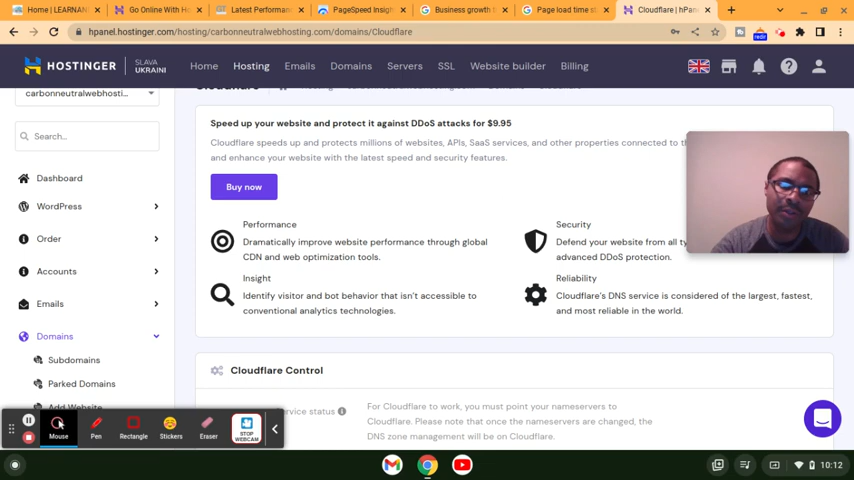 Home | LEARNAN
Go Online With Ho
Latest Performanc
PageSpeed Insigh
Business growth t
Page load time st
Cloudflare | hPan
hpanel.hostinger.com/hosting/carbonneutralwebhosting.com/domains/Cloudflare
redir
HOSTINGER
SLAVA
UKRAINI
Home
Hosting
Emails
Domains
Servers
SSL
Website builder
Billing
carbonneutralwebhosti...
Search...
Dashboard
WordPress
Order
Accounts
Emails
Domains
Subdomains
Parked Domains
Add Website
Speed up your website and protect it against DDoS attacks for $9.95
Cloudflare speeds up and protects millions of websites, APIs, SaaS services, and other properties connected to th
and enhance your website with the latest speed and security features.
Buy now
Performance
Dramatically improve website performance through global
CDN and web optimization tools.
Security
Defend your website from all ty
advanced DDoS protection.
Insight
Identify visitor and bot behavior that isn't accessible to
conventional analytics technologies.
Reliability
Cloudflare's DNS service is considered of the largest, fastest,
and most reliable in the world.
Cloudflare Control
service status
For Cloudflare to work, you must point your nameservers to
Cloudflare. Please note that once the nameservers are changed, the
DNS zone management will be on Cloudflare.
Mouse
Pen
Rectangle
Stickers
Eraser
STOP
WEBCAM
10:12